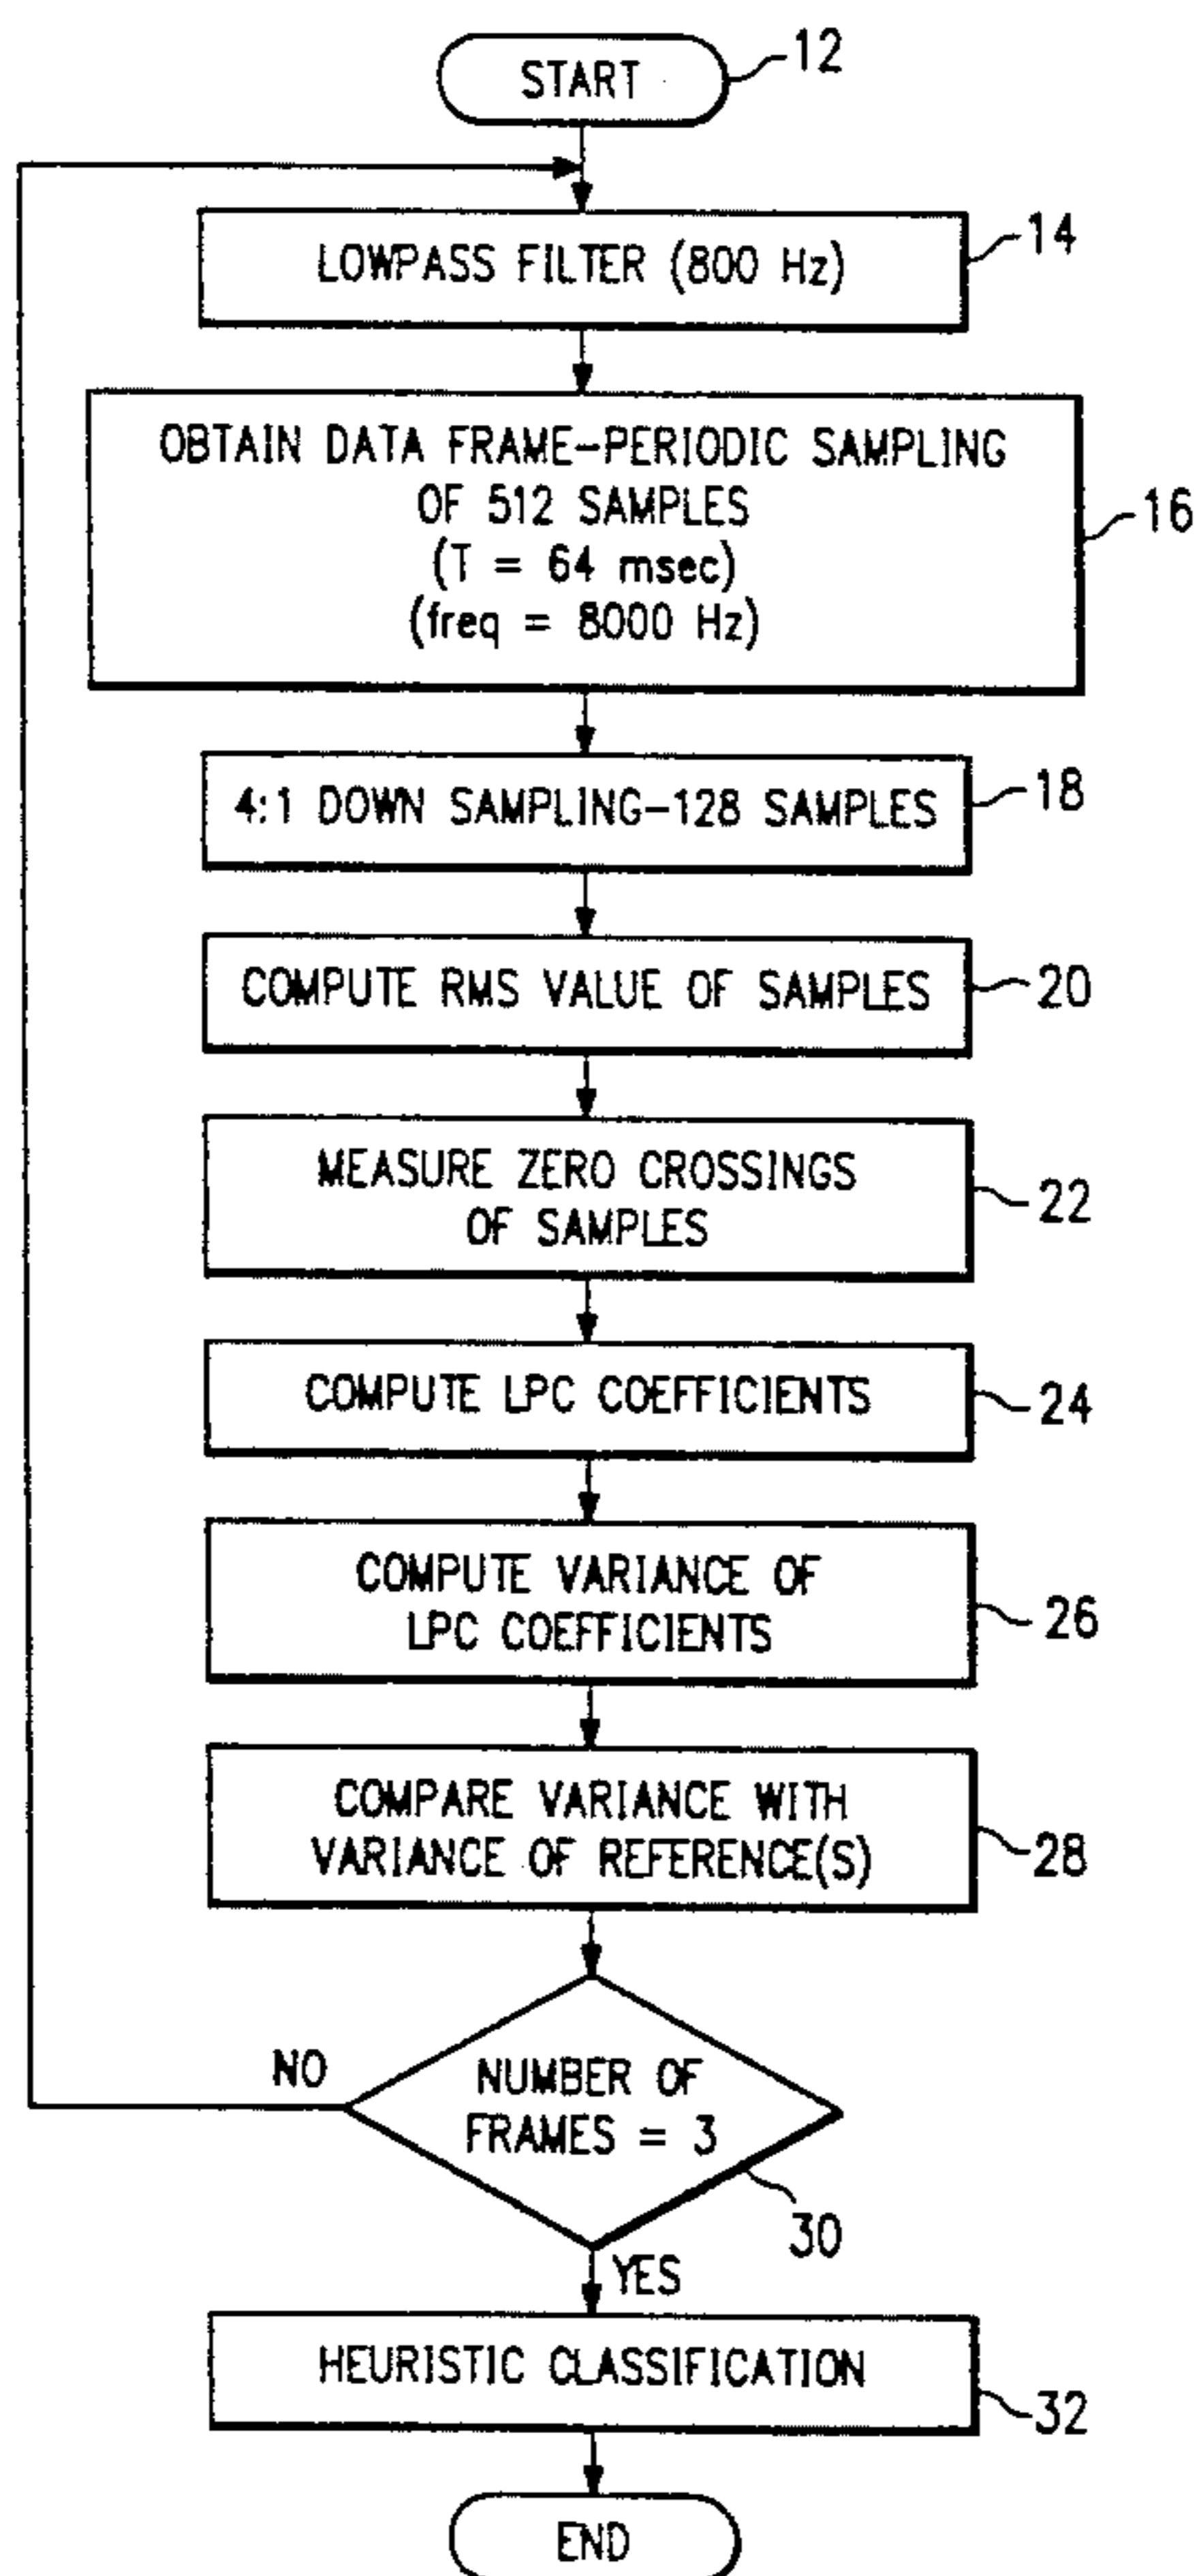 START
12
LOWPASS FILTER (800 Hz)
14
OBTAIN DATA FRAME-PERIODIC SAMPLING
OF 512 SAMPLES
(T = 64 msec)
(freq = 8000 Hz)
16
4:1 DOWN SAMPLING-128 SAMPLES
18
COMPUTE RMS VALUE OF SAMPLES
20
MEASURE ZERO CROSSINGS
OF SAMPLES
22
COMPUTE LPC COEFFICIENTS
24
COMPUTE VARIANCE OF
LPC COEFFICIENTS
26
COMPARE VARIANCE WITH
VARIANCE OF REFERENCE(S)
28
NO
NUMBER OF
FRAMES = 3
30
YES
HEURISTIC CLASSIFICATION
32
END